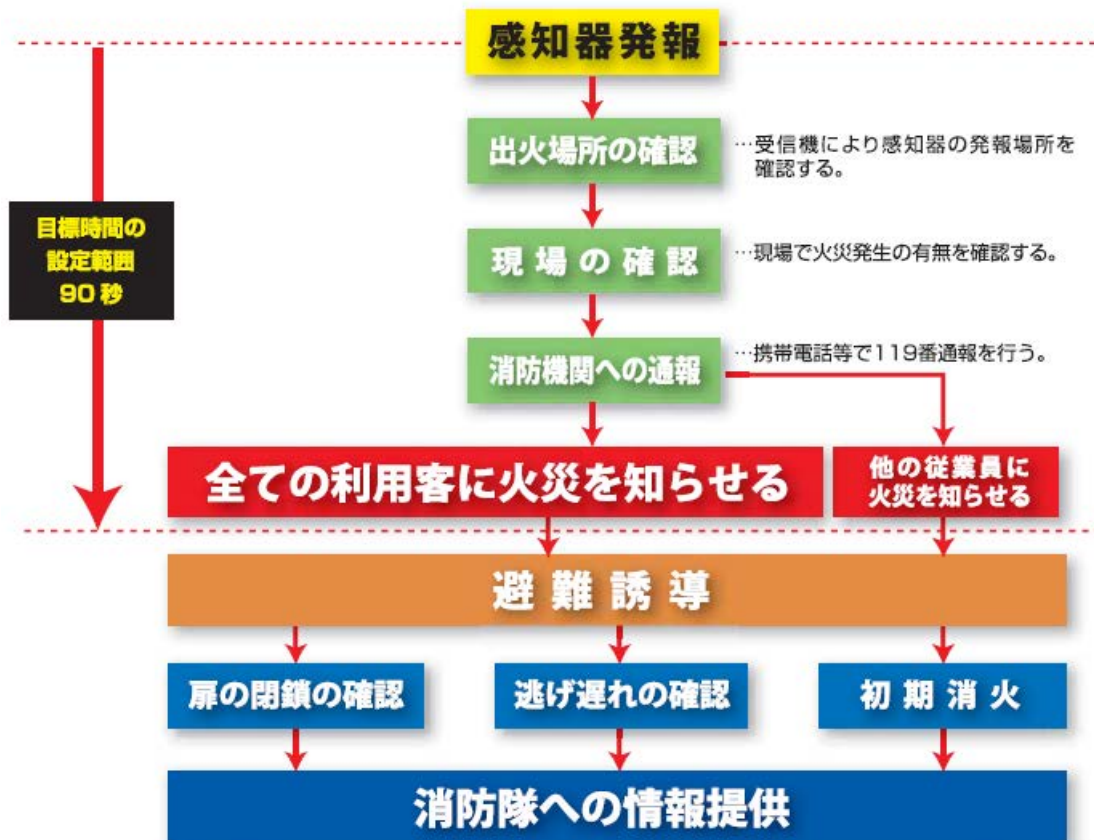 感知器発報
出火場所の確認
…受信機により感知器の発報場所を
確認する。
目標時間の
設定範囲
90秒
現場の確認
…現場で火災発生の有無を確認する。
消防機関への通報
…携帯電話等で119番通報を行う。
全ての利用客に火災を知らせる
他の従業員に
火災を知らせる
避難誘導
扉の閉鎖の確認
逃げ遅れの確認
初期消火
消防隊への情報提供